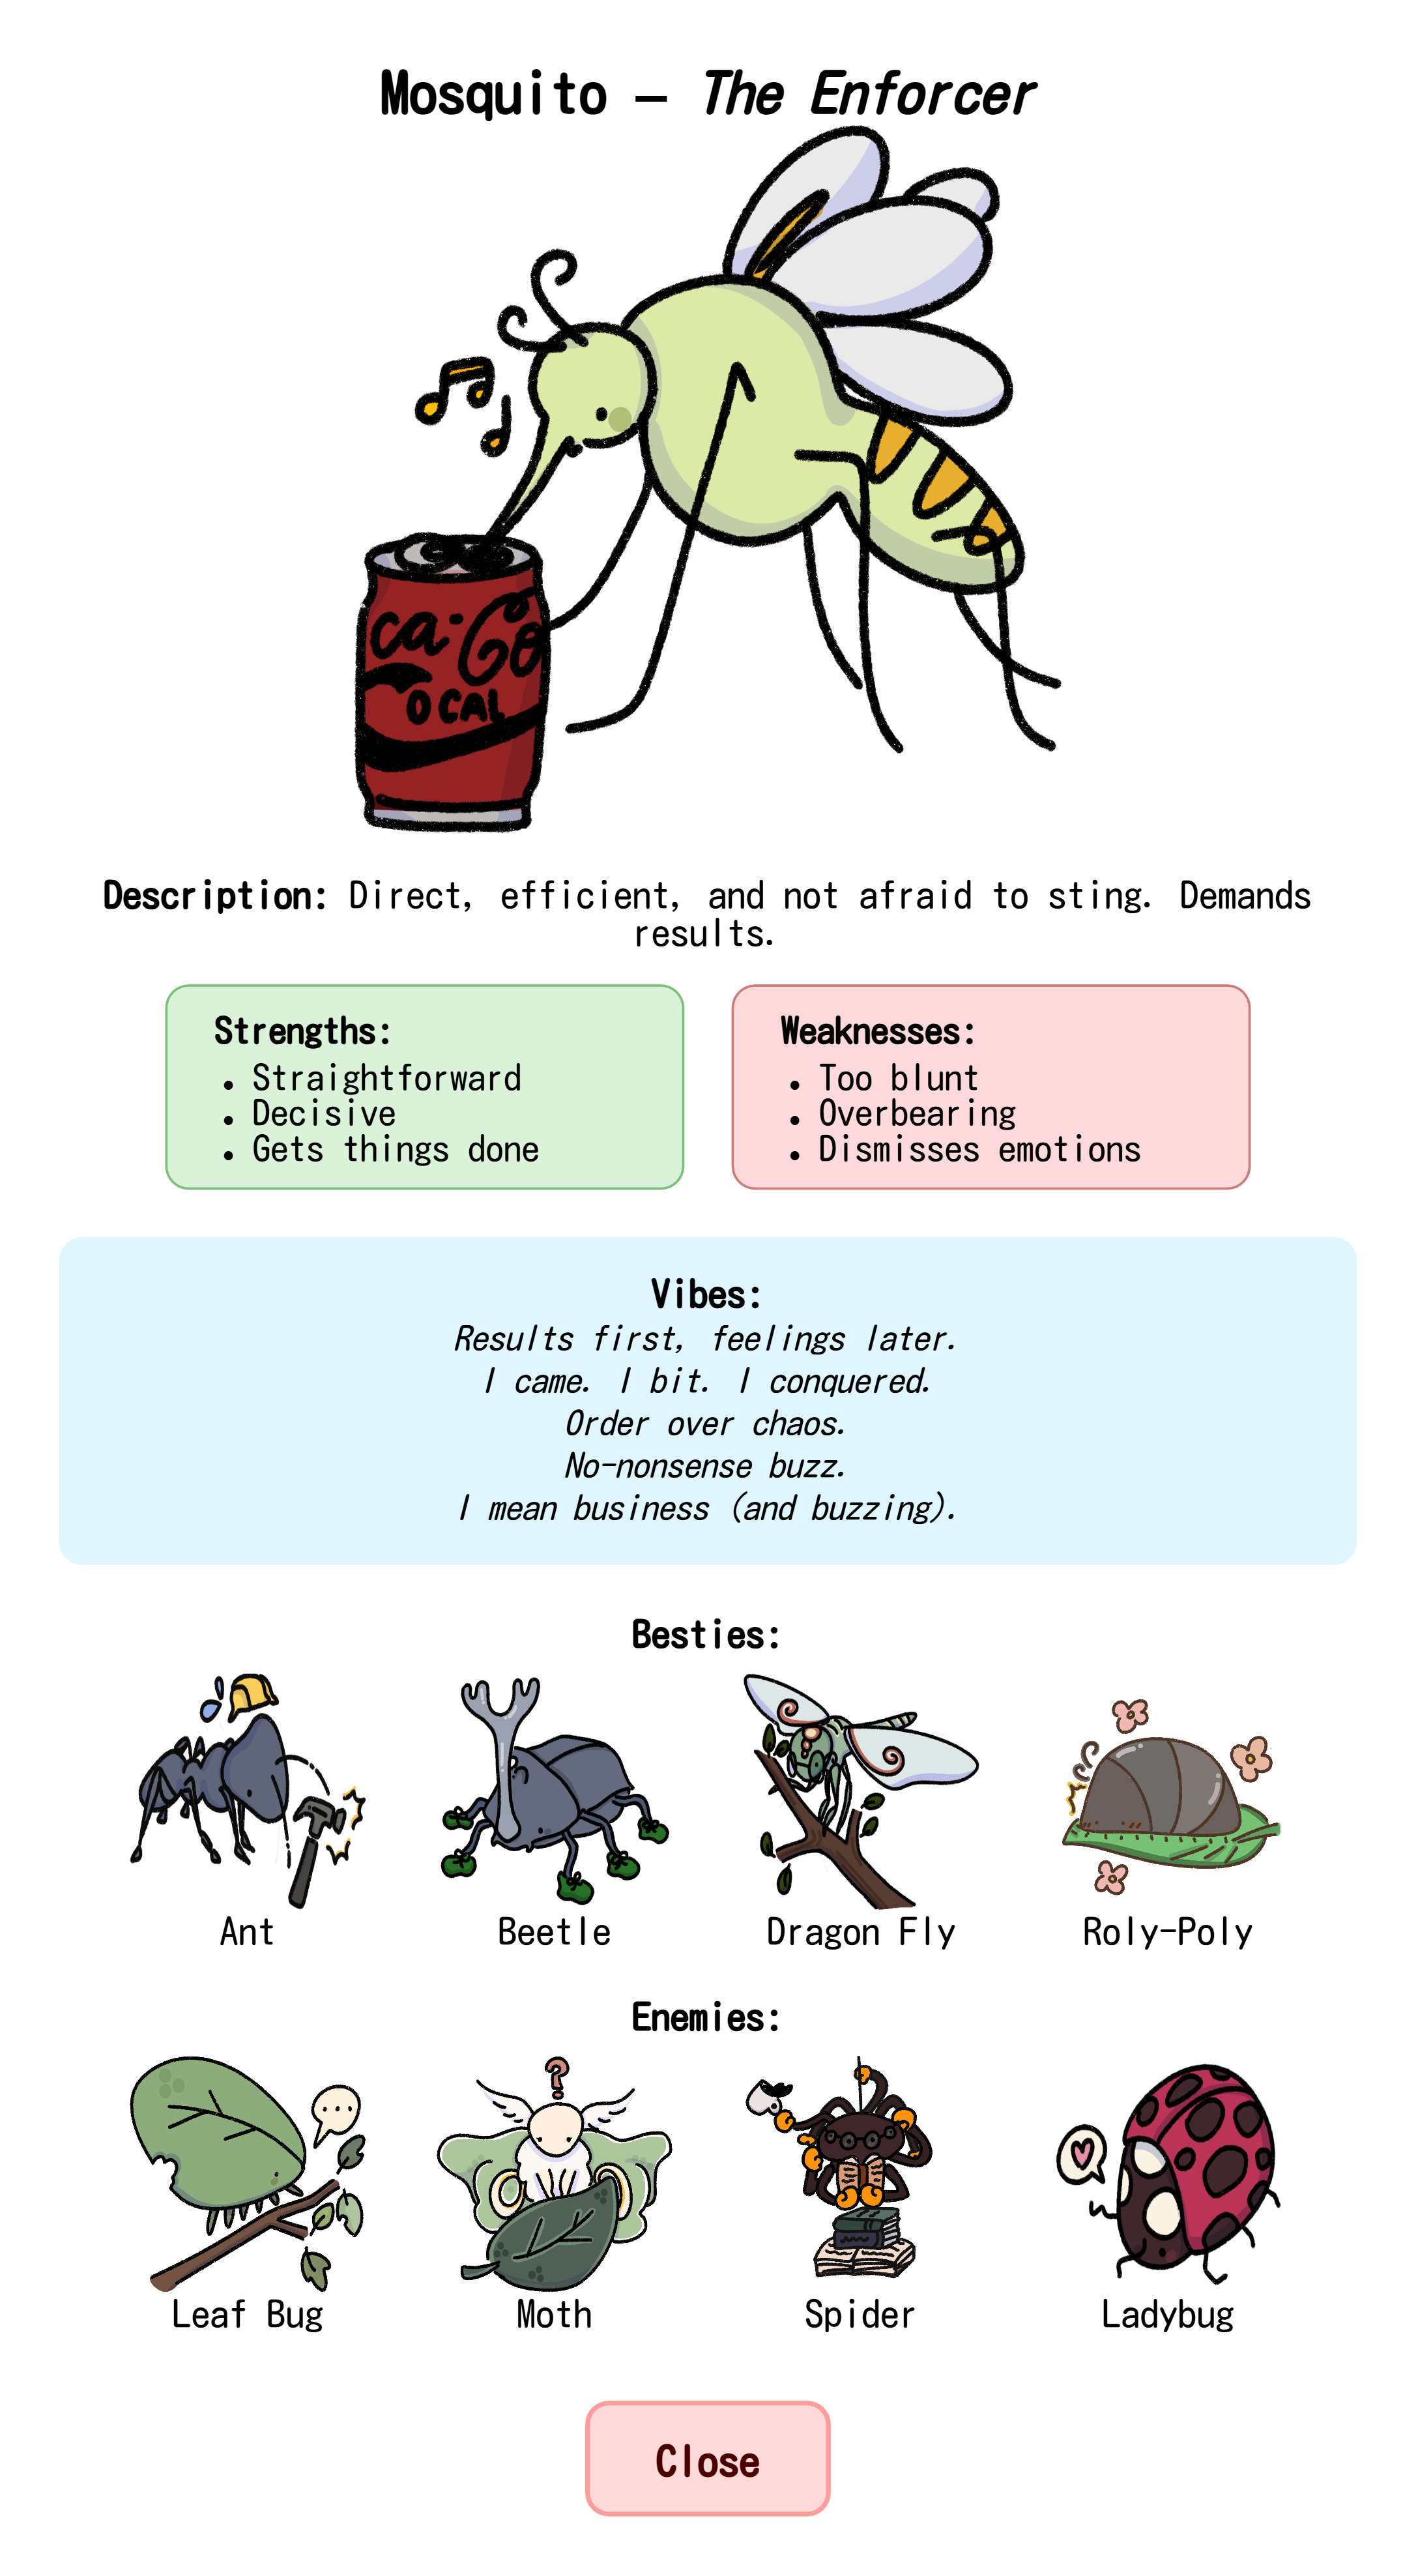 Mosquito – The Enforcer
ca·Co
0 CAL
Description: Direct, efficient, and not afraid to sting. Demands
results.
Strengths:
• Straightforward
• Decisive
• Gets things done
Weaknesses:
• Too blunt
• Overbearing
• Dismisses emotions
Vibes:
Results first, feelings later.
I came. I bit. I conquered.
Order over chaos.
No-nonsense buzz.
I mean business (and buzzing).
Besties:
Ant
Beetle
Dragon Fly
Roly-Poly
Enemies:
?
Leaf Bug
Moth
Spider
Ladybug
Close